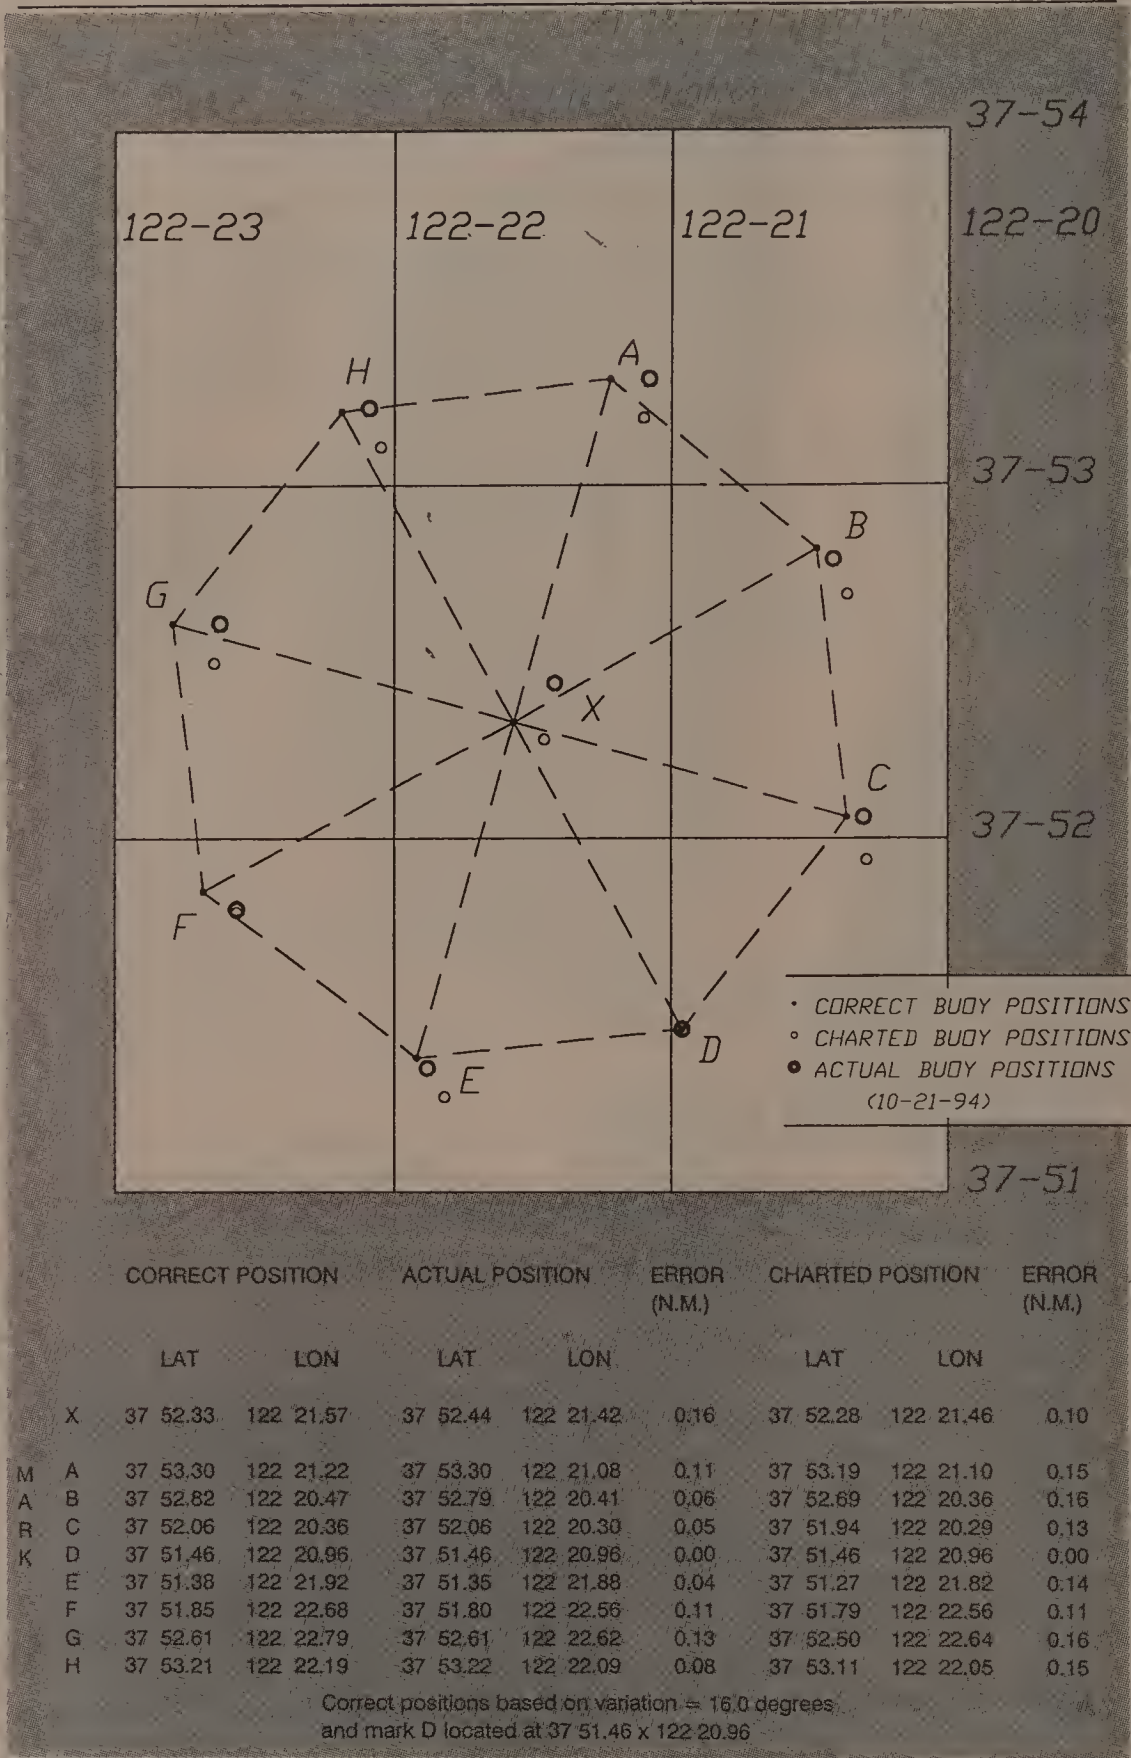 37-54
122-23 122-22 122-21 122-20
A
H
37-53
B
G
X
C
37-52
F
· CORRECT BUOY POSITIONS
○ CHARTED BUOY POSITIONS
D
● ACTUAL BUOY POSITIONS
E
(10-21-94)
37-51
CORRECT POSITION ACTUAL POSITION ERROR CHARTED POSITION ERROR
(N.M.) (N.M.)
LAT LON LAT LON LAT LON
X 37 52.33 122 21.57 37 52.44 122 21.42 0.16 37 52.28 122 21.46 0.10
M A 37 53.30 122 21.22 37 53.30 122 21.08 0.11 37 53.19 122 21.10 0.15
A B 37 52.82 122 20.47 37 52.79 122 20.41 0.06 37 52.69 122 20.36 0.16
R C 37 52.06 122 20.36 37 52.06 122 20.30 0.05 37 51.94 122 20.29 0.13
K D 37 51.46 122 20.96 37 51.46 122 20.96 0.00 37 51.46 122 20.96 0.00
E 37 51.38 122 21.92 37 51.35 122 21.88 0.04 37 51.27 122 21.82 0.14
F 37 51.85 122 22.68 37 51.80 122 22.56 0.11 37 51.79 122 22.56 0.11
G 37 52.61 122 22.79 37 52.61 122 22.62 0.13 37 52.50 122 22.64 0.16
H 37 53.21 122 22.19 37 53.22 122 22.09 0.08 37 53.11 122 22.05 0.15
Correct positions based on variation = 16.0 degrees
and mark D located at 37 51.46 x 122 20.96